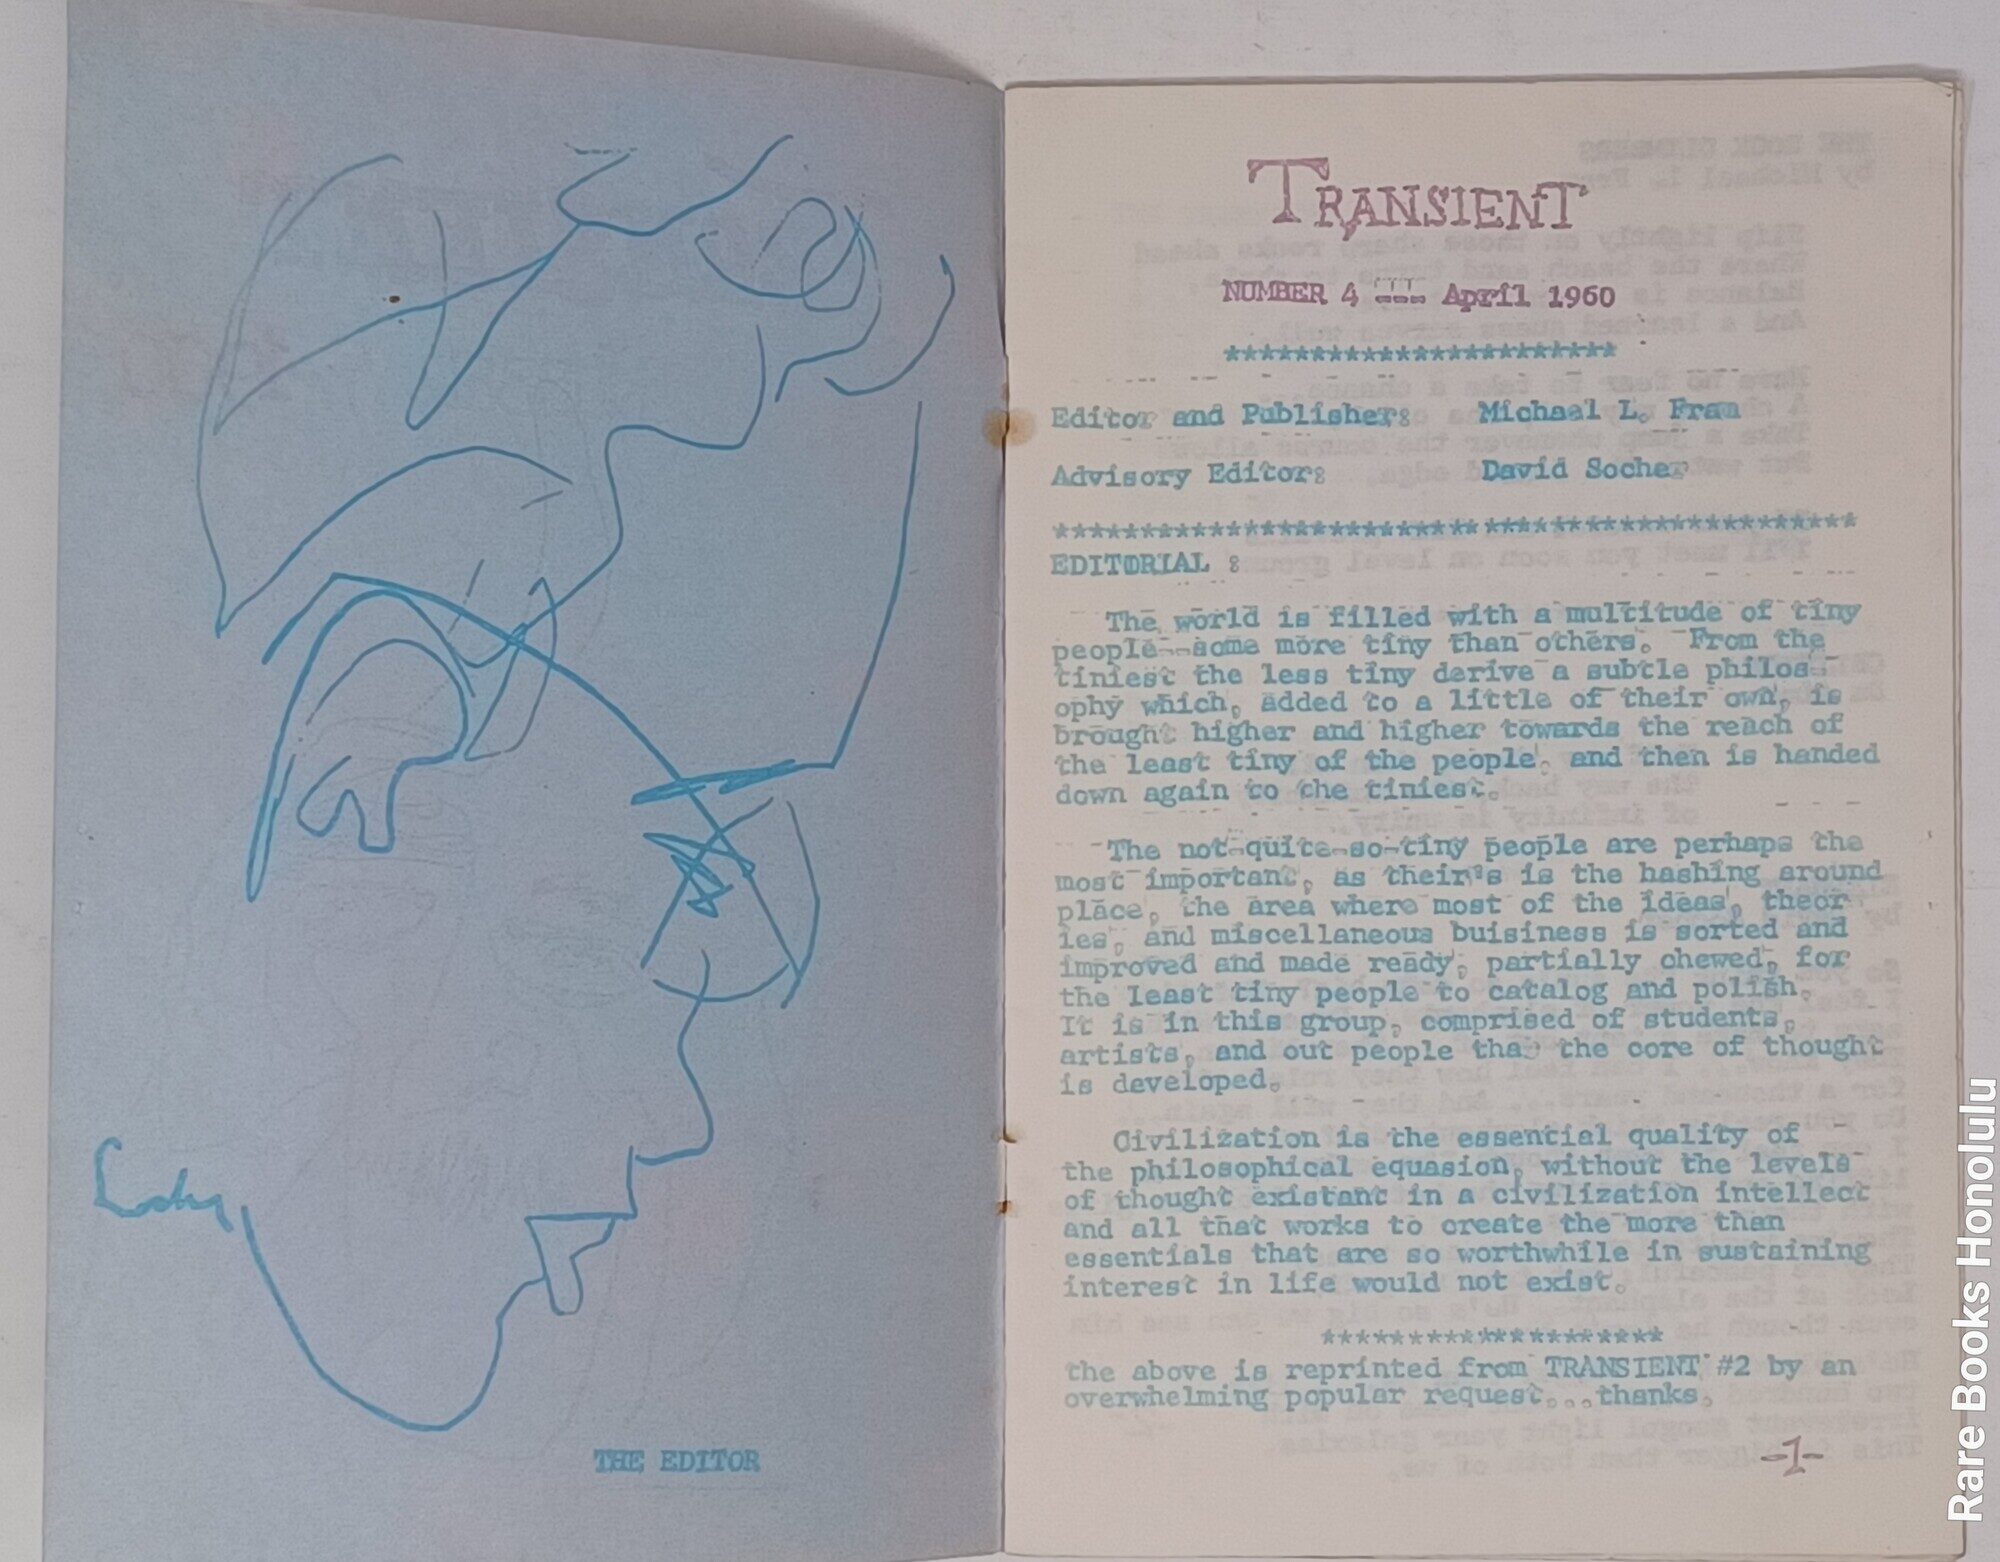 THE EDITOR
TRANSIENT
NUMBER 4 --- April 1960
***********************
Editor and Publisher: Michael L. Fram
Advisory Editor: David Socher
***********************************************
EDITORIAL :
The world is filled with a multitude of tiny
people--some more tiny than others. From the
tiniest the less tiny derive a subtle philos-
ophy which, added to a little of their own, is
brought higher and higher towards the reach of
the least tiny of the people, and then is handed
down again to the tiniest.
The not-quite-so-tiny people are perhaps the
most important, as their's is the hashing around
place, the area where most of the ideas, theor
ies, and miscellaneous buisiness is sorted and
improved and made ready, partially chewed, for
the least tiny people to catalog and polish.
It is in this group, comprised of students,
artists, and out people that the core of thought
is developed.
Civilization is the essential quality of
the philosophical equasion, without the levels
of thought existant in a civilization intellect
and all that works to create the more than
essentials that are so worthwhile in sustaining
interest in life would not exist.
********************
the above is reprinted from TRANSIENT #2 by an
overwhelming popular request...thanks.
-1-
Rare Books Honolulu